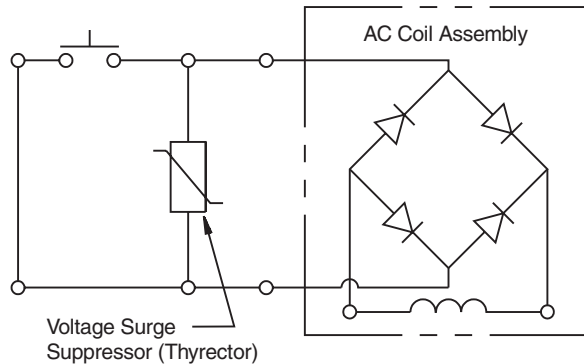 AC Coil Assembly
Voltage Surge
Suppressor (Thyrector)